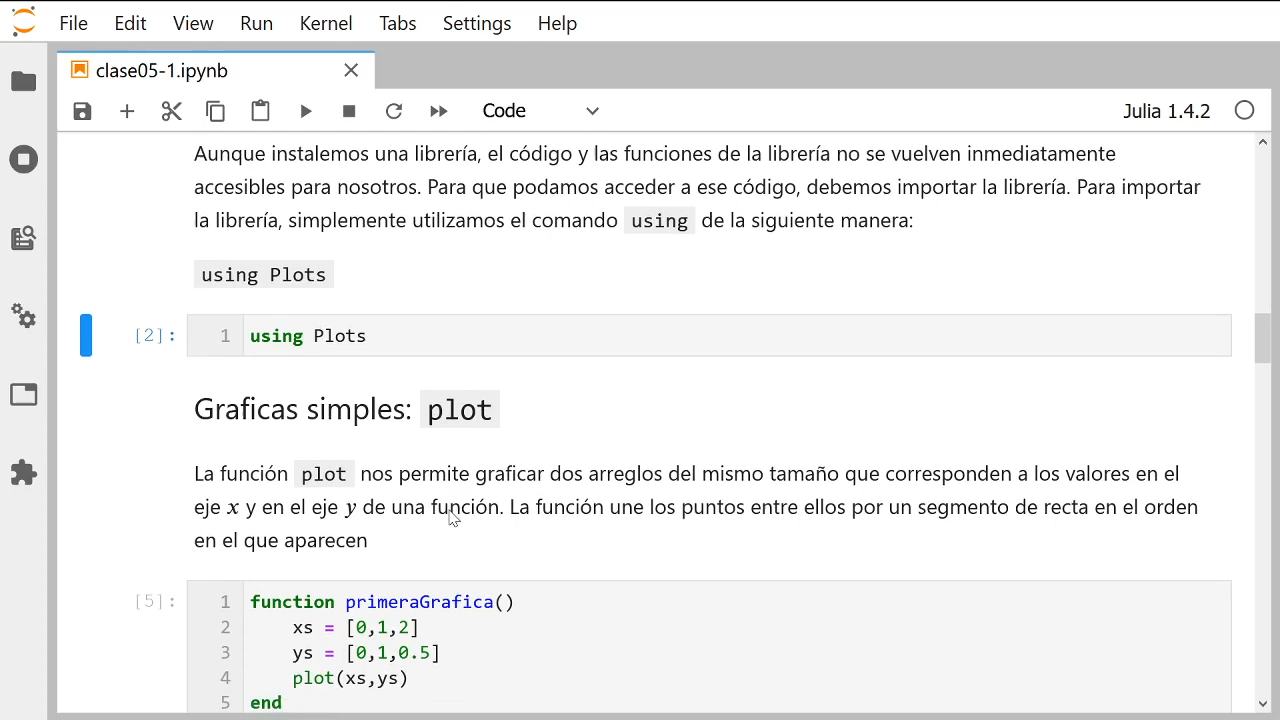 File Edit View Run Kernel Tabs Settings Help
clase05-1.ipynb
Code Julia 1.4.2
Aunque instalemos una librería, el código y las funciones de la librería no se vuelven inmediatamente
accesibles para nosotros. Para que podamos acceder a ese código, debemos importar la librería. Para importar
la librería, simplemente utilizamos el comando using de la siguiente manera:
using Plots
[2]: 1 using Plots
Graficas simples: plot
La función plot nos permite graficar dos arreglos del mismo tamaño que corresponden a los valores en el
eje x y en el eje y de una función. La función une los puntos entre ellos por un segmento de recta en el orden
en el que aparecen
[5]: 1 function primeraGrafica()
2 xs = [0,1,2]
3 ys = [0,1,0.5]
4 plot(xs,ys)
5 end